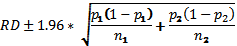 RD ± 1.96 * √(p₁(1 − p₁)/n₁ + p₂(1 − p₂)/n₂)